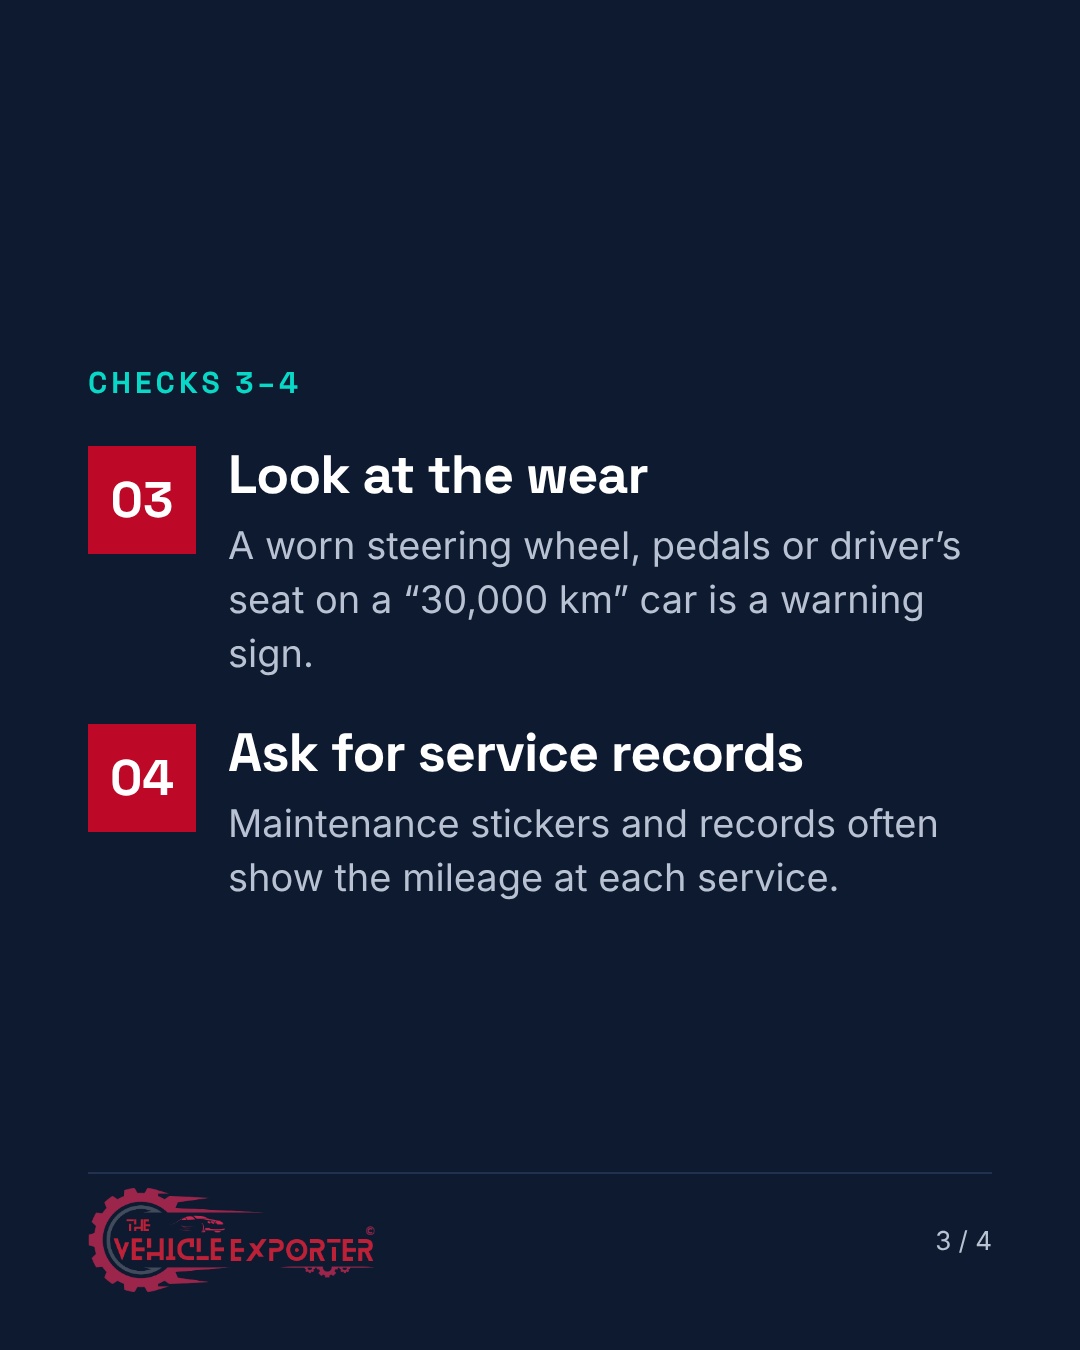 CHECKS 3–4
03
Look at the wear
A worn steering wheel, pedals or driver’s
seat on a “30,000 km” car is a warning
sign.
04
Ask for service records
Maintenance stickers and records often
show the mileage at each service.
THE
VEHICLE EXPORTER
©
3 / 4